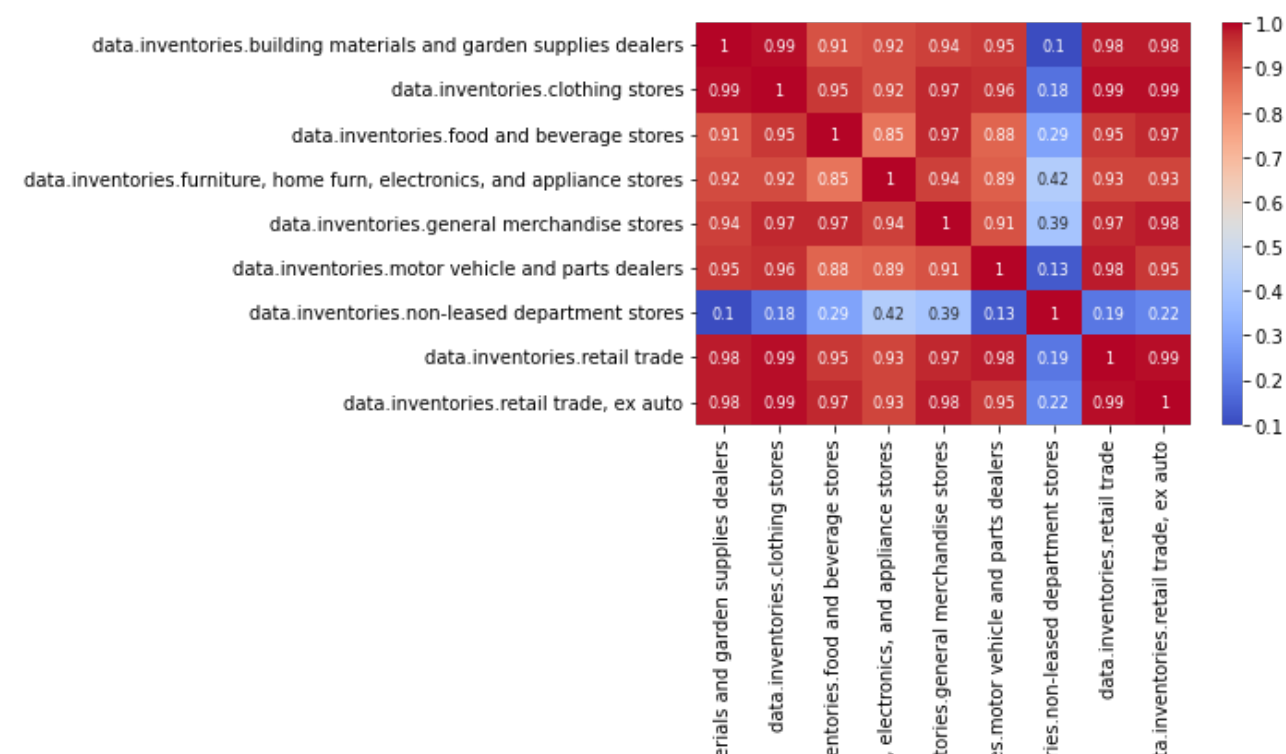 data.inventories.building materials and garden supplies dealers
1 0.99 0.91 0.92 0.94 0.95 0.1 0.98 0.98
data.inventories.clothing stores
0.99 1 0.95 0.92 0.97 0.96 0.18 0.99 0.99
data.inventories.food and beverage stores
0.91 0.95 1 0.85 0.97 0.88 0.29 0.95 0.97
data.inventories.furniture, home furn, electronics, and appliance stores
0.92 0.92 0.85 1 0.94 0.89 0.42 0.93 0.93
data.inventories.general merchandise stores
0.94 0.97 0.97 0.94 1 0.91 0.39 0.97 0.98
data.inventories.motor vehicle and parts dealers
0.95 0.96 0.88 0.89 0.91 1 0.13 0.98 0.95
data.inventories.non-leased department stores
0.1 0.18 0.29 0.42 0.39 0.13 1 0.19 0.22
data.inventories.retail trade
0.98 0.99 0.95 0.93 0.97 0.98 0.19 1 0.99
data.inventories.retail trade, ex auto
0.98 0.99 0.97 0.93 0.98 0.95 0.22 0.99 1
1.0
0.9
0.8
0.7
0.6
0.5
0.4
0.3
0.2
0.1
erials and garden supplies dealers
data.inventories.clothing stores
entories.food and beverage stores
, electronics, and appliance stores
tories.general merchandise stores
es.motor vehicle and parts dealers
ries.non-leased department stores
data.inventories.retail trade
ta.inventories.retail trade, ex auto